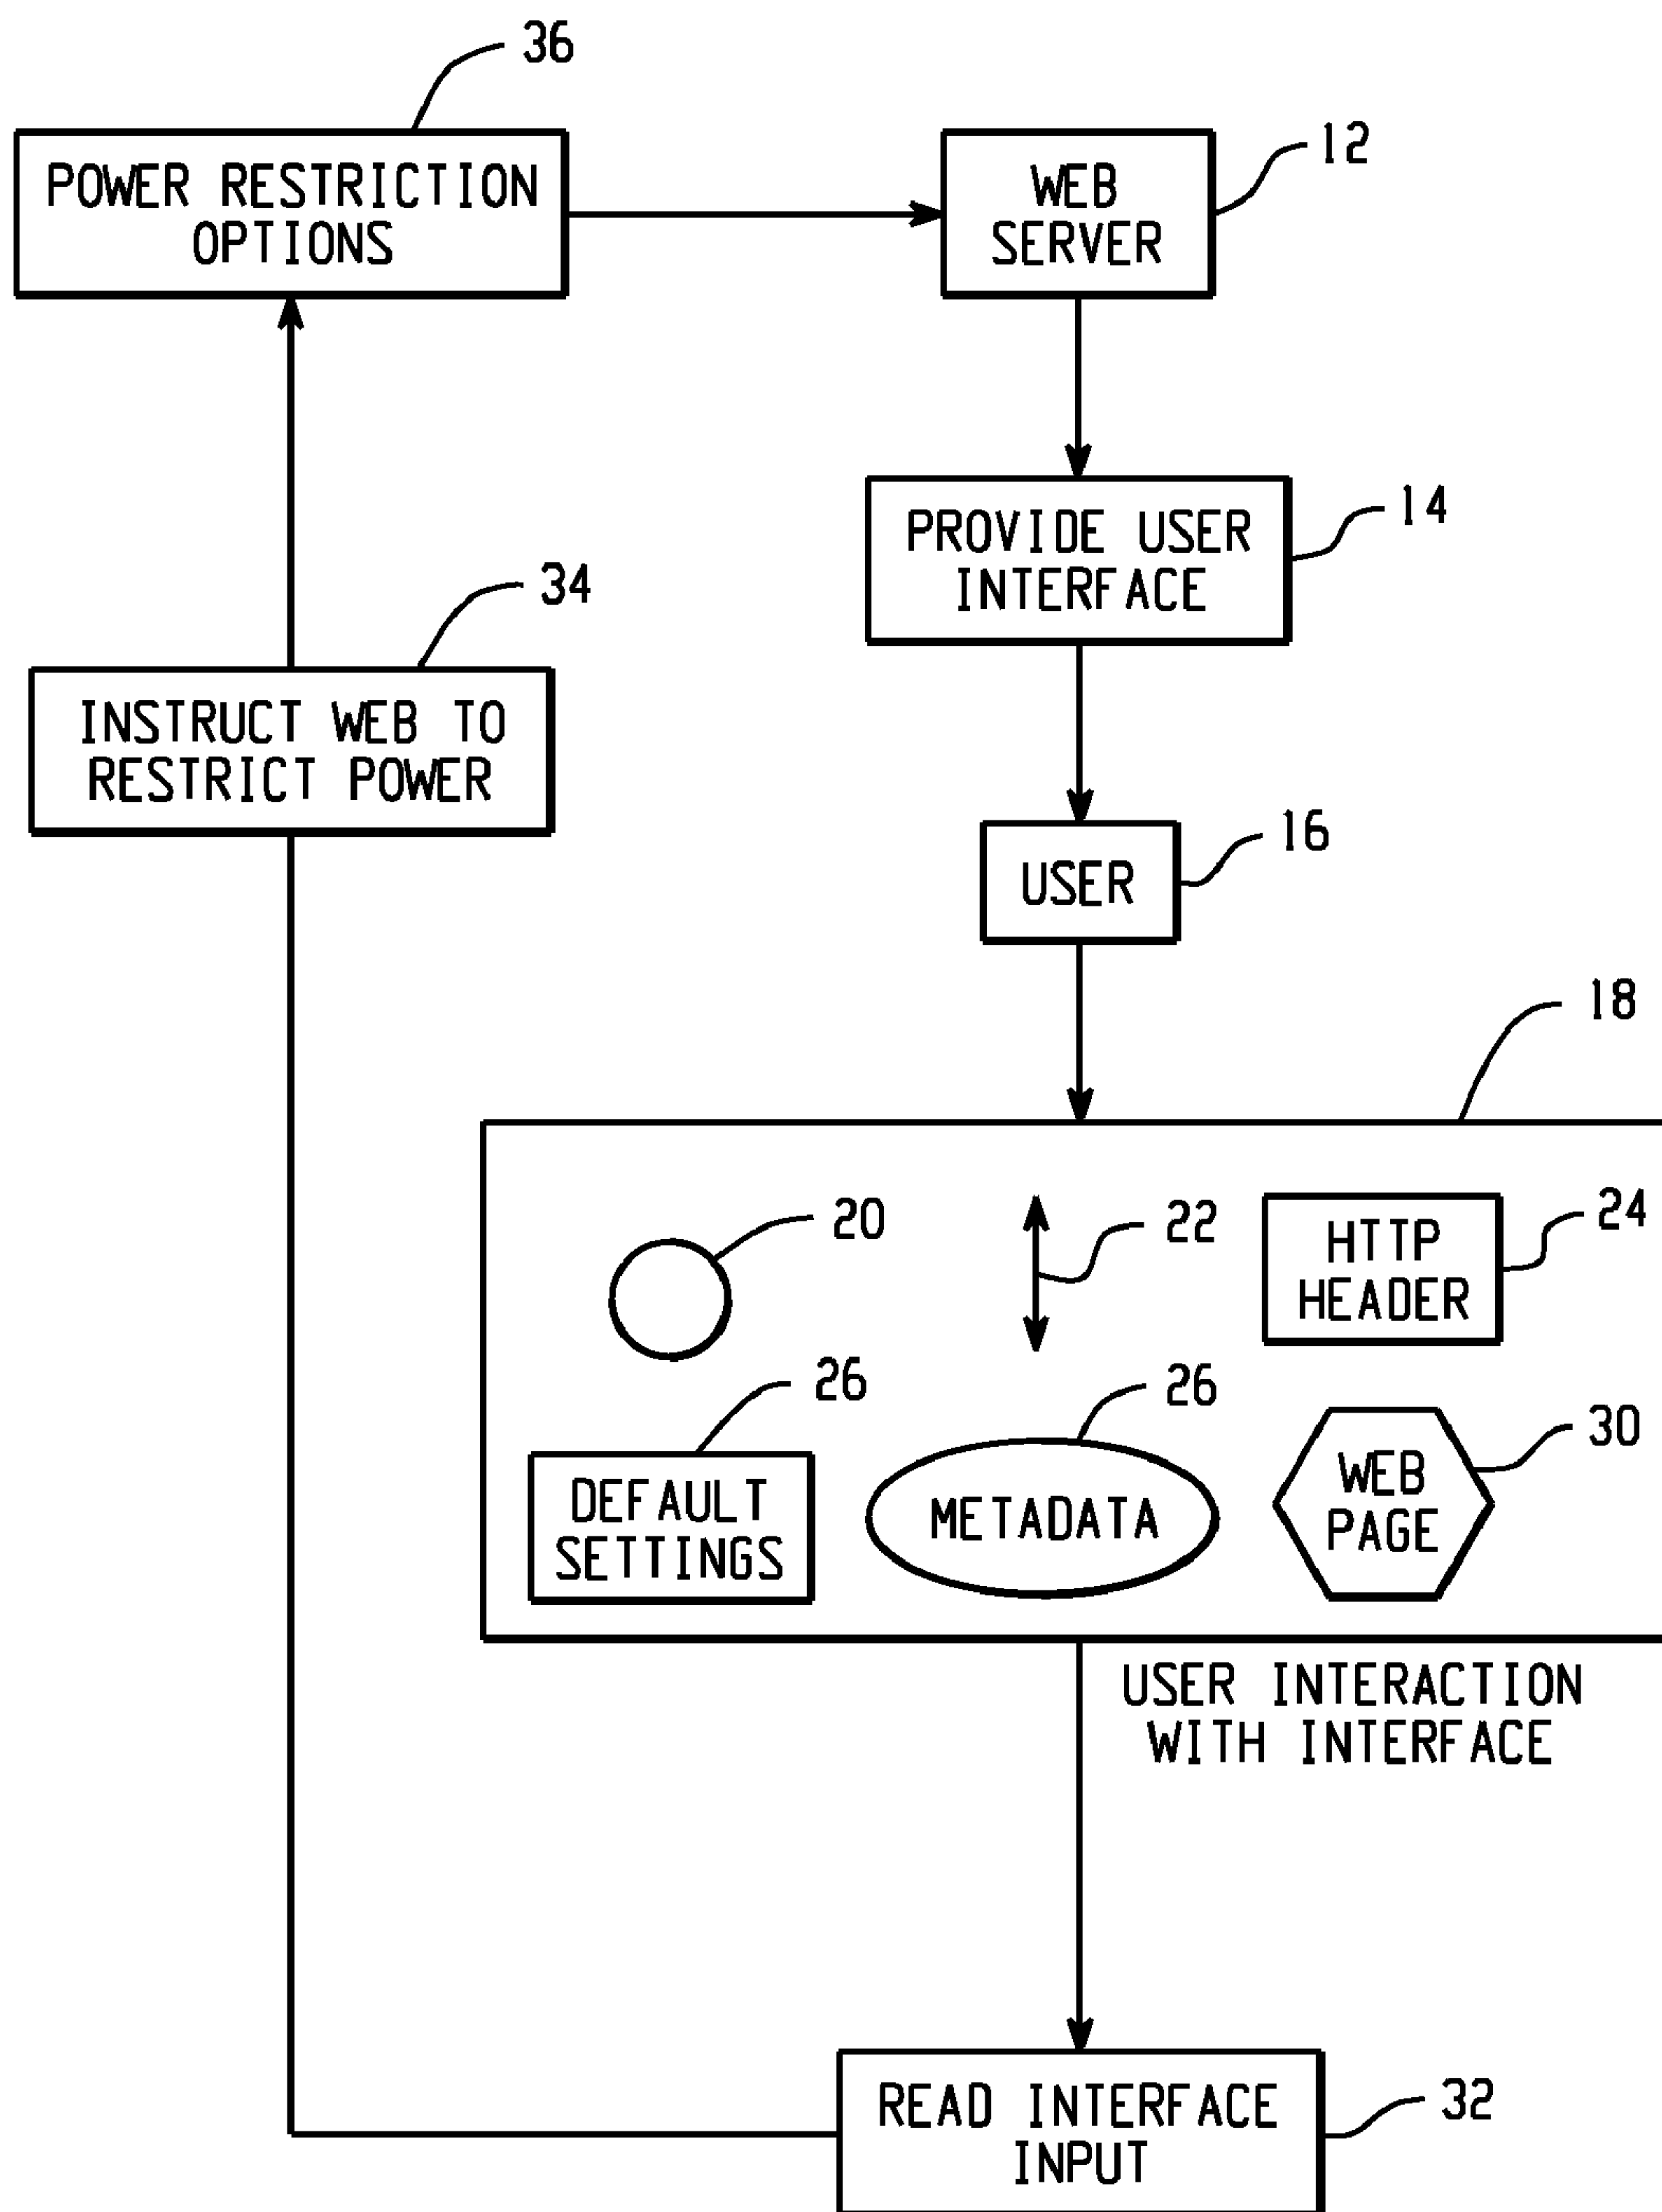 36
POWER RESTRICTION
OPTIONS
12
WEB
SERVER
14
PROVIDE USER
INTERFACE
34
INSTRUCT WEB TO
RESTRICT POWER
16
USER
18
20
22
24
HTTP
HEADER
26
DEFAULT
SETTINGS
26
METADATA
30
WEB
PAGE
USER INTERACTION
WITH INTERFACE
32
READ INTERFACE
INPUT